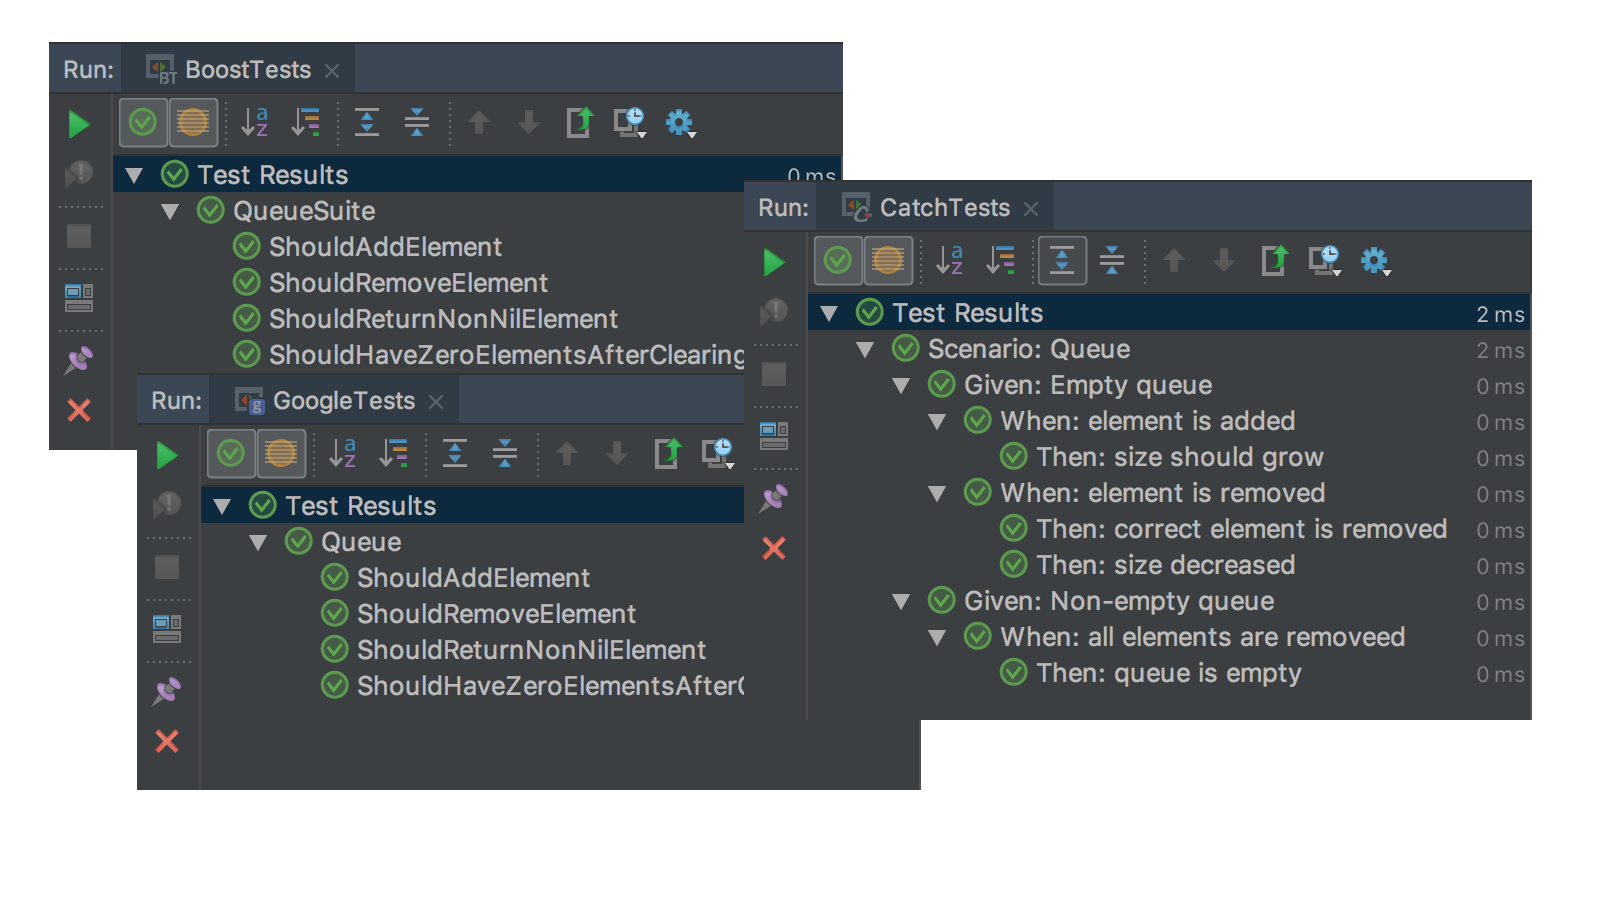 Run: BoostTests
Test Results 0 ms
QueueSuite
ShouldAddElement
ShouldRemoveElement
ShouldReturnNonNilElement
ShouldHaveZeroElementsAfterClearing
Run: GoogleTests
Test Results
Queue
ShouldAddElement
ShouldRemoveElement
ShouldReturnNonNilElement
ShouldHaveZeroElementsAfter
Run: CatchTests
Test Results 2 ms
Scenario: Queue 2 ms
Given: Empty queue 0 ms
When: element is added 0 ms
Then: size should grow 0 ms
When: element is removed 0 ms
Then: correct element is removed 0 ms
Then: size decreased 0 ms
Given: Non-empty queue 0 ms
When: all elements are removeed 0 ms
Then: queue is empty 0 ms